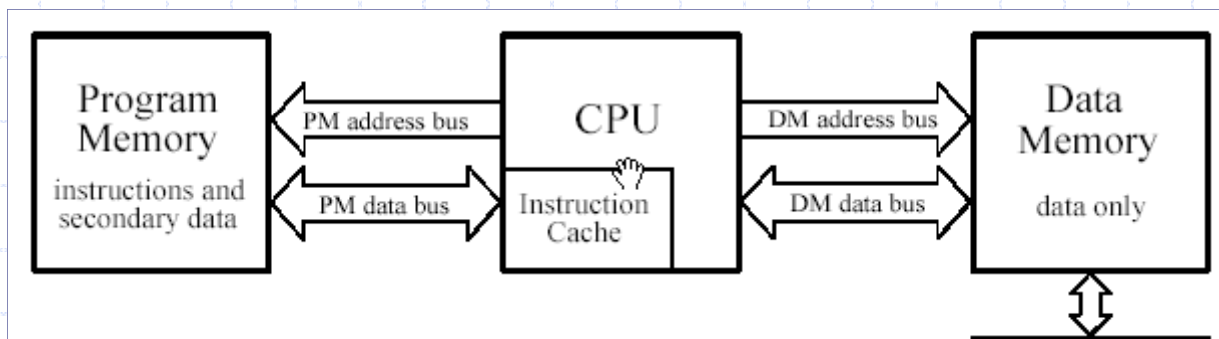 Program
Memory
instructions and
secondary data
PM address bus
PM data bus
CPU
Instruction
Cache
DM address bus
DM data bus
Data
Memory
data only